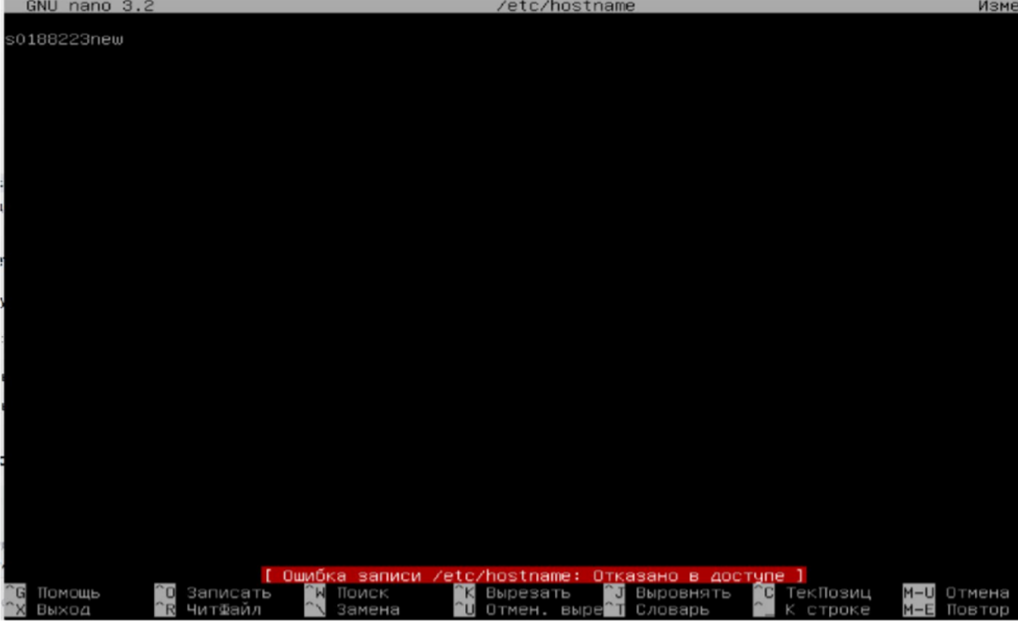 GNU nano 3.2 /etc/hostname Изме
s0188223new
[ Ошибка записи /etc/hostname: Отказано в доступе ]
^G Помощь ^O Записать ^W Поиск ^K Вырезать ^J Выровнять ^C ТекПозиц M-U Отмена
^X Выход ^R ЧитФайл ^\ Замена ^U Отмен. выре ^T Словарь ^_ К строке M-E Повтор